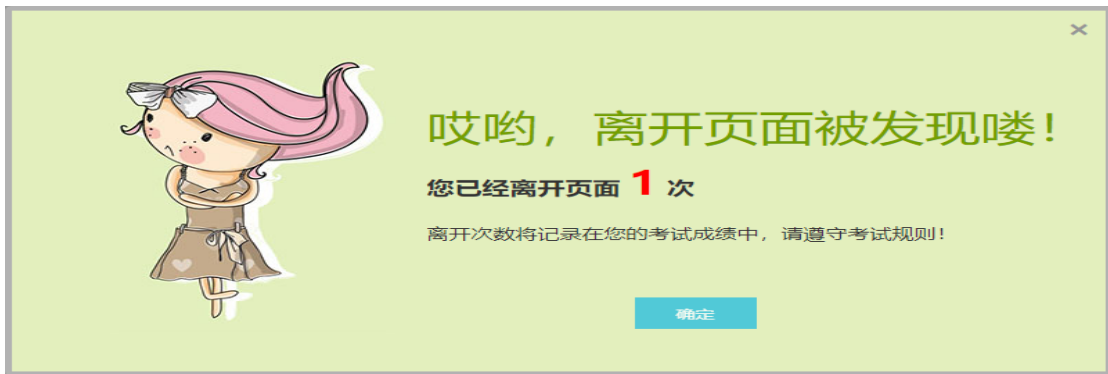 哎哟，离开页面被发现喽！
您已经离开页面 1 次
离开次数将记录在您的考试成绩中，请遵守考试规则！
确定